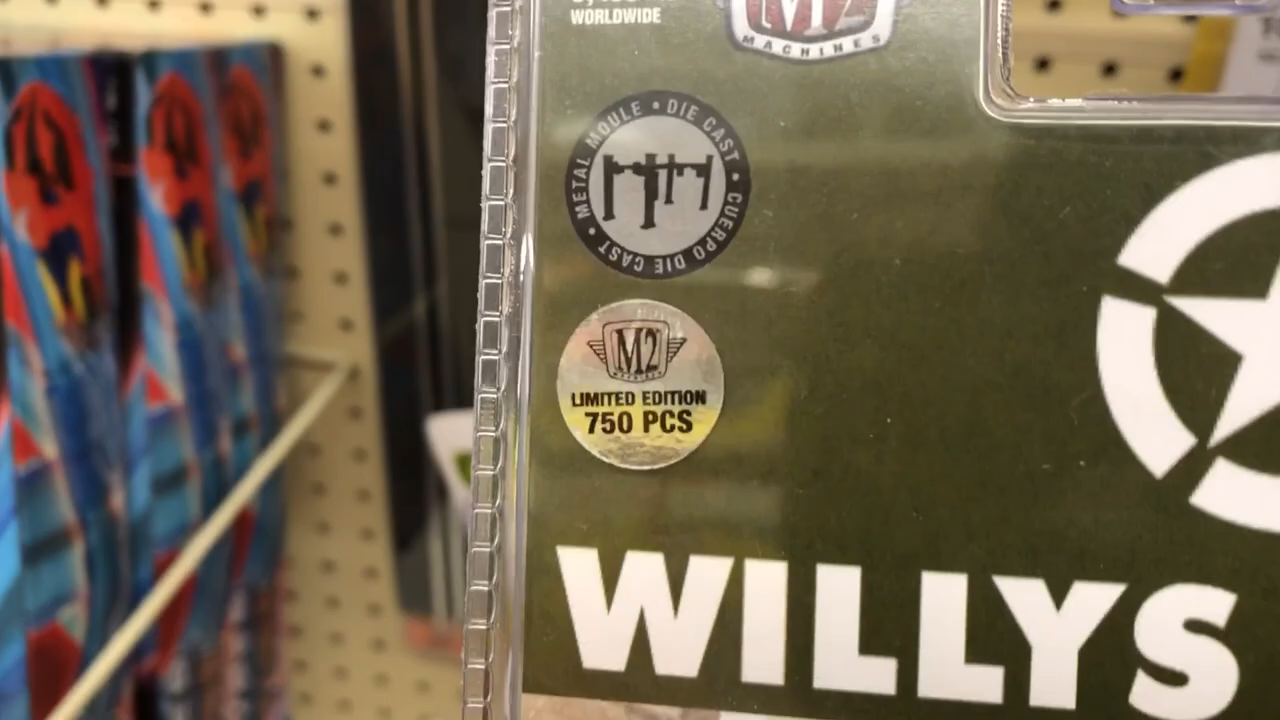 WORLDWIDE
M2
MACHINES
METAL MOULE • DIE CAST • CUERPO DIE CAST •
M2
LIMITED EDITION
750 PCS
WILLYS